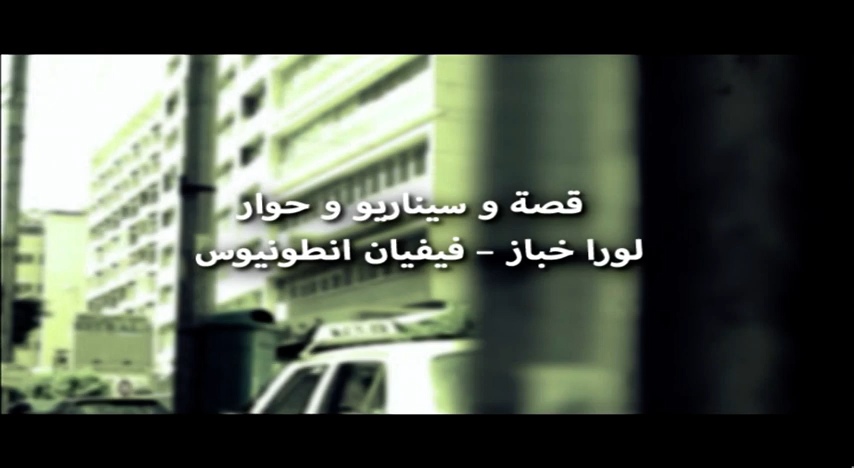 قصة و سيناريو و حوار
لورا خباز – فيفيان انطونيوس